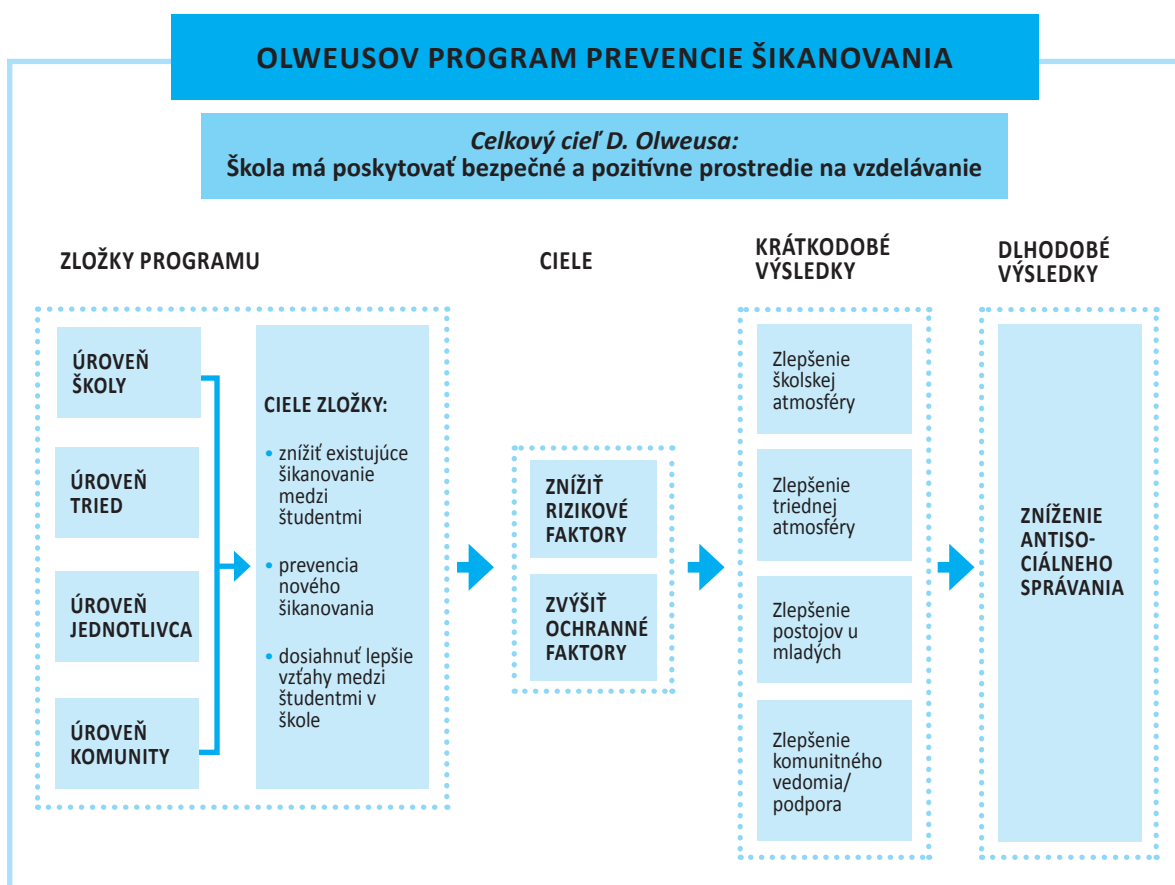 OLWEUSOV PROGRAM PREVENCIE ŠIKANOVANIA
Celkový cieľ D. Olweusa:
Škola má poskytovať bezpečné a pozitívne prostredie na vzdelávanie
ZLOŽKY PROGRAMU
ÚROVEŇ
ŠKOLY
ÚROVEŇ
TRIED
ÚROVEŇ
JEDNOTLIVCA
ÚROVEŇ
KOMUNITY
CIELE ZLOŽKY:
• znížiť existujúce
šikanovanie
medzi
študentmi
• prevencia
nového
šikanovania
• dosiahnuť lepšie
vzťahy medzi
študentmi v
škole
CIELE
ZNÍŽIŤ
RIZIKOVÉ
FAKTORY
ZVÝŠIŤ
OCHRANNÉ
FAKTORY
KRÁTKODOBÉ
VÝSLEDKY
Zlepšenie
školskej
atmosféry
Zlepšenie
triednej
atmosféry
Zlepšenie
postojov u
mladých
Zlepšenie
komunitného
vedomia/
podpora
DLHODOBÉ
VÝSLEDKY
ZNÍŽENIE
ANTISO-
CIÁLNEHO
SPRÁVANIA